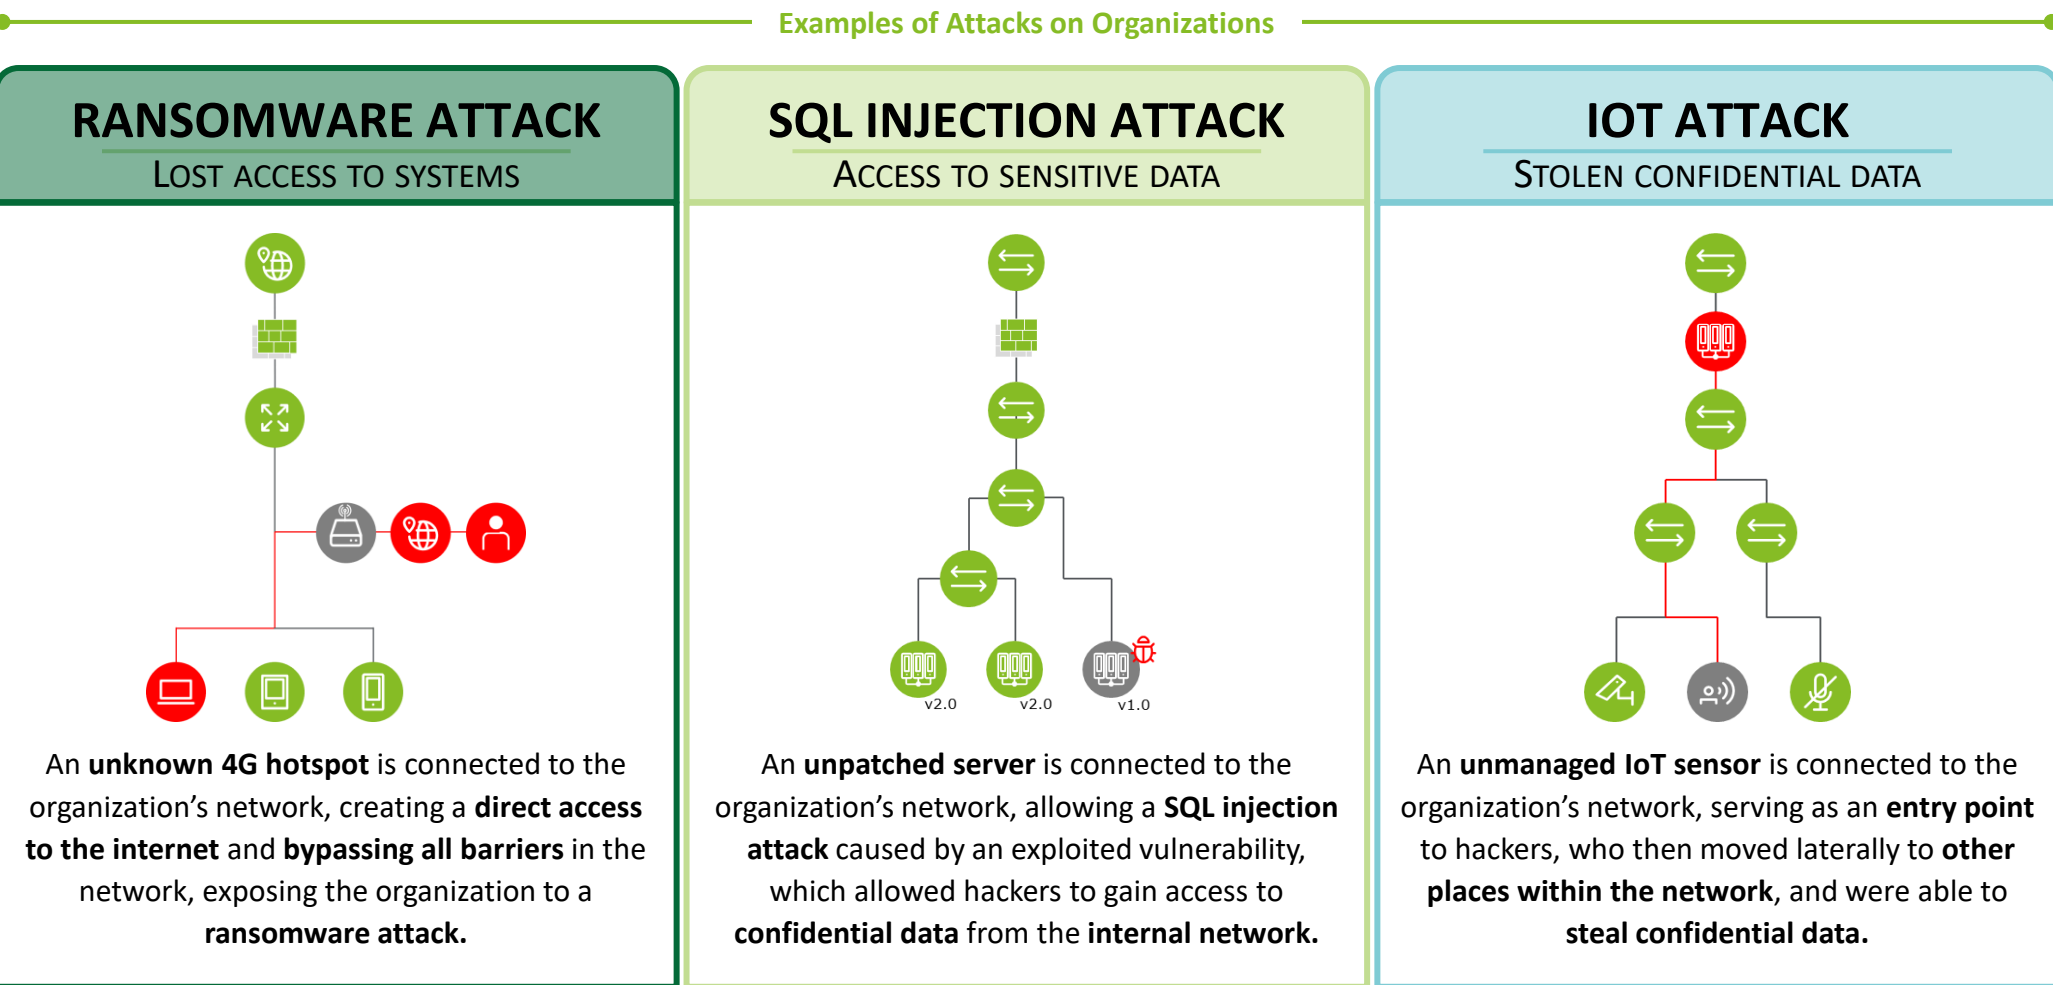 Examples of Attacks on Organizations
RANSOMWARE ATTACK
LOST ACCESS TO SYSTEMS
An unknown 4G hotspot is connected to the
organization’s network, creating a direct access
to the internet and bypassing all barriers in the
network, exposing the organization to a
ransomware attack.
SQL INJECTION ATTACK
ACCESS TO SENSITIVE DATA
v2.0
v2.0
v1.0
An unpatched server is connected to the
organization’s network, allowing a SQL injection
attack caused by an exploited vulnerability,
which allowed hackers to gain access to
confidential data from the internal network.
IOT ATTACK
STOLEN CONFIDENTIAL DATA
An unmanaged IoT sensor is connected to the
organization’s network, serving as an entry point
to hackers, who then moved laterally to other
places within the network, and were able to
steal confidential data.